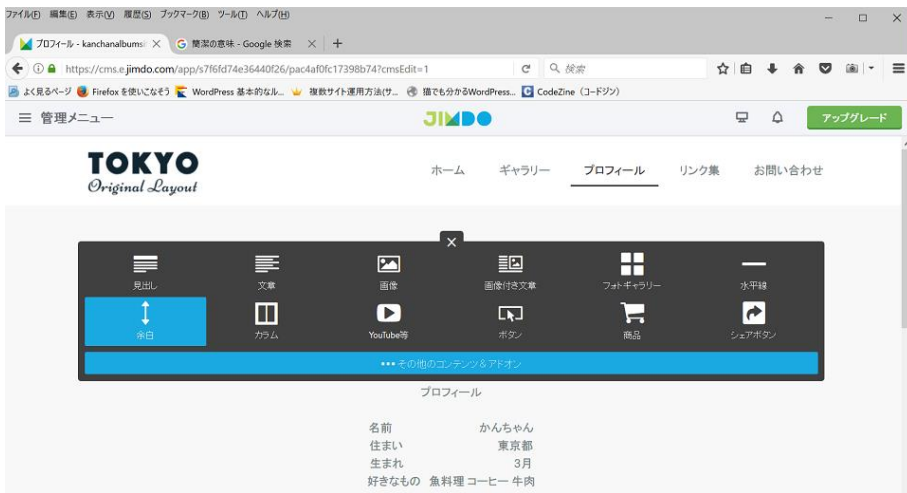 ファイル(F) 編集(E) 表示(V) 履歴(S) ブックマーク(B) ツール(T) ヘルプ(H)
プロフィール - kanchanalbums 簡潔の意味 - Google 検索
https://cms.e.jimdo.com/app/s7f6fd74e36440f26/pac4af0fc17398b74?cmsEdit=1 検索
よく見るページ Firefox を使いこなそう WordPress 基本的なル... 複数サイト運用方法(サ... 猫でも分かるWordPress... CodeZine（コードジン）
管理メニュー JIMDO アップグレード
TOKYO
Original Layout
ホーム ギャラリー プロフィール リンク集 お問い合わせ
見出し 文章 画像 画像付き文章 フォトギャラリー 水平線
余白 カラム YouTube等 ボタン 商品 シェアボタン
•••その他のコンテンツ&アドオン
プロフィール
名前 かんちゃん
住まい 東京都
生まれ 3月
好きなもの 魚料理 コーヒー 牛肉